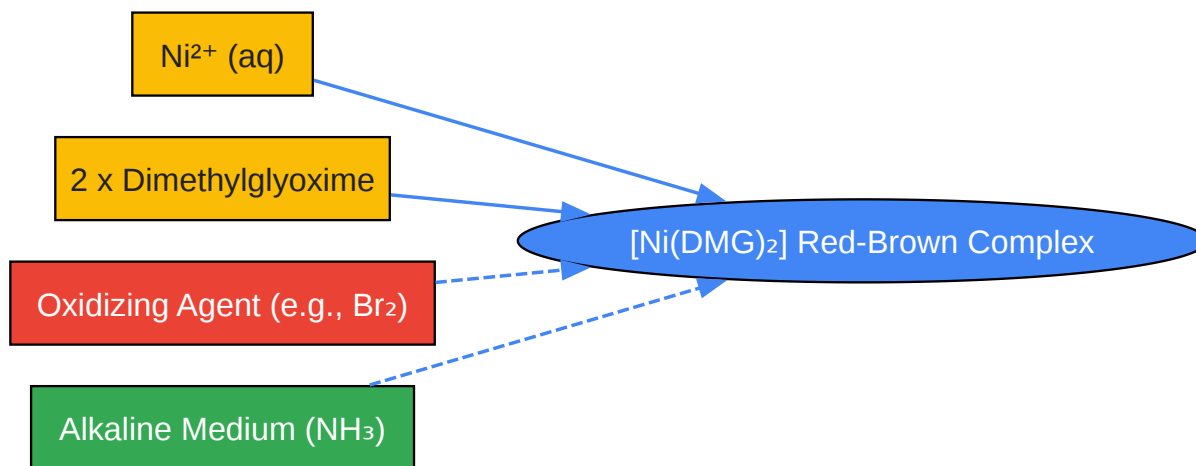 Ni²⁺ (aq)
2 x Dimethylglyoxime
[Ni(DMG)₂] Red-Brown Complex
Oxidizing Agent (e.g., Br₂)
Alkaline Medium (NH₃)